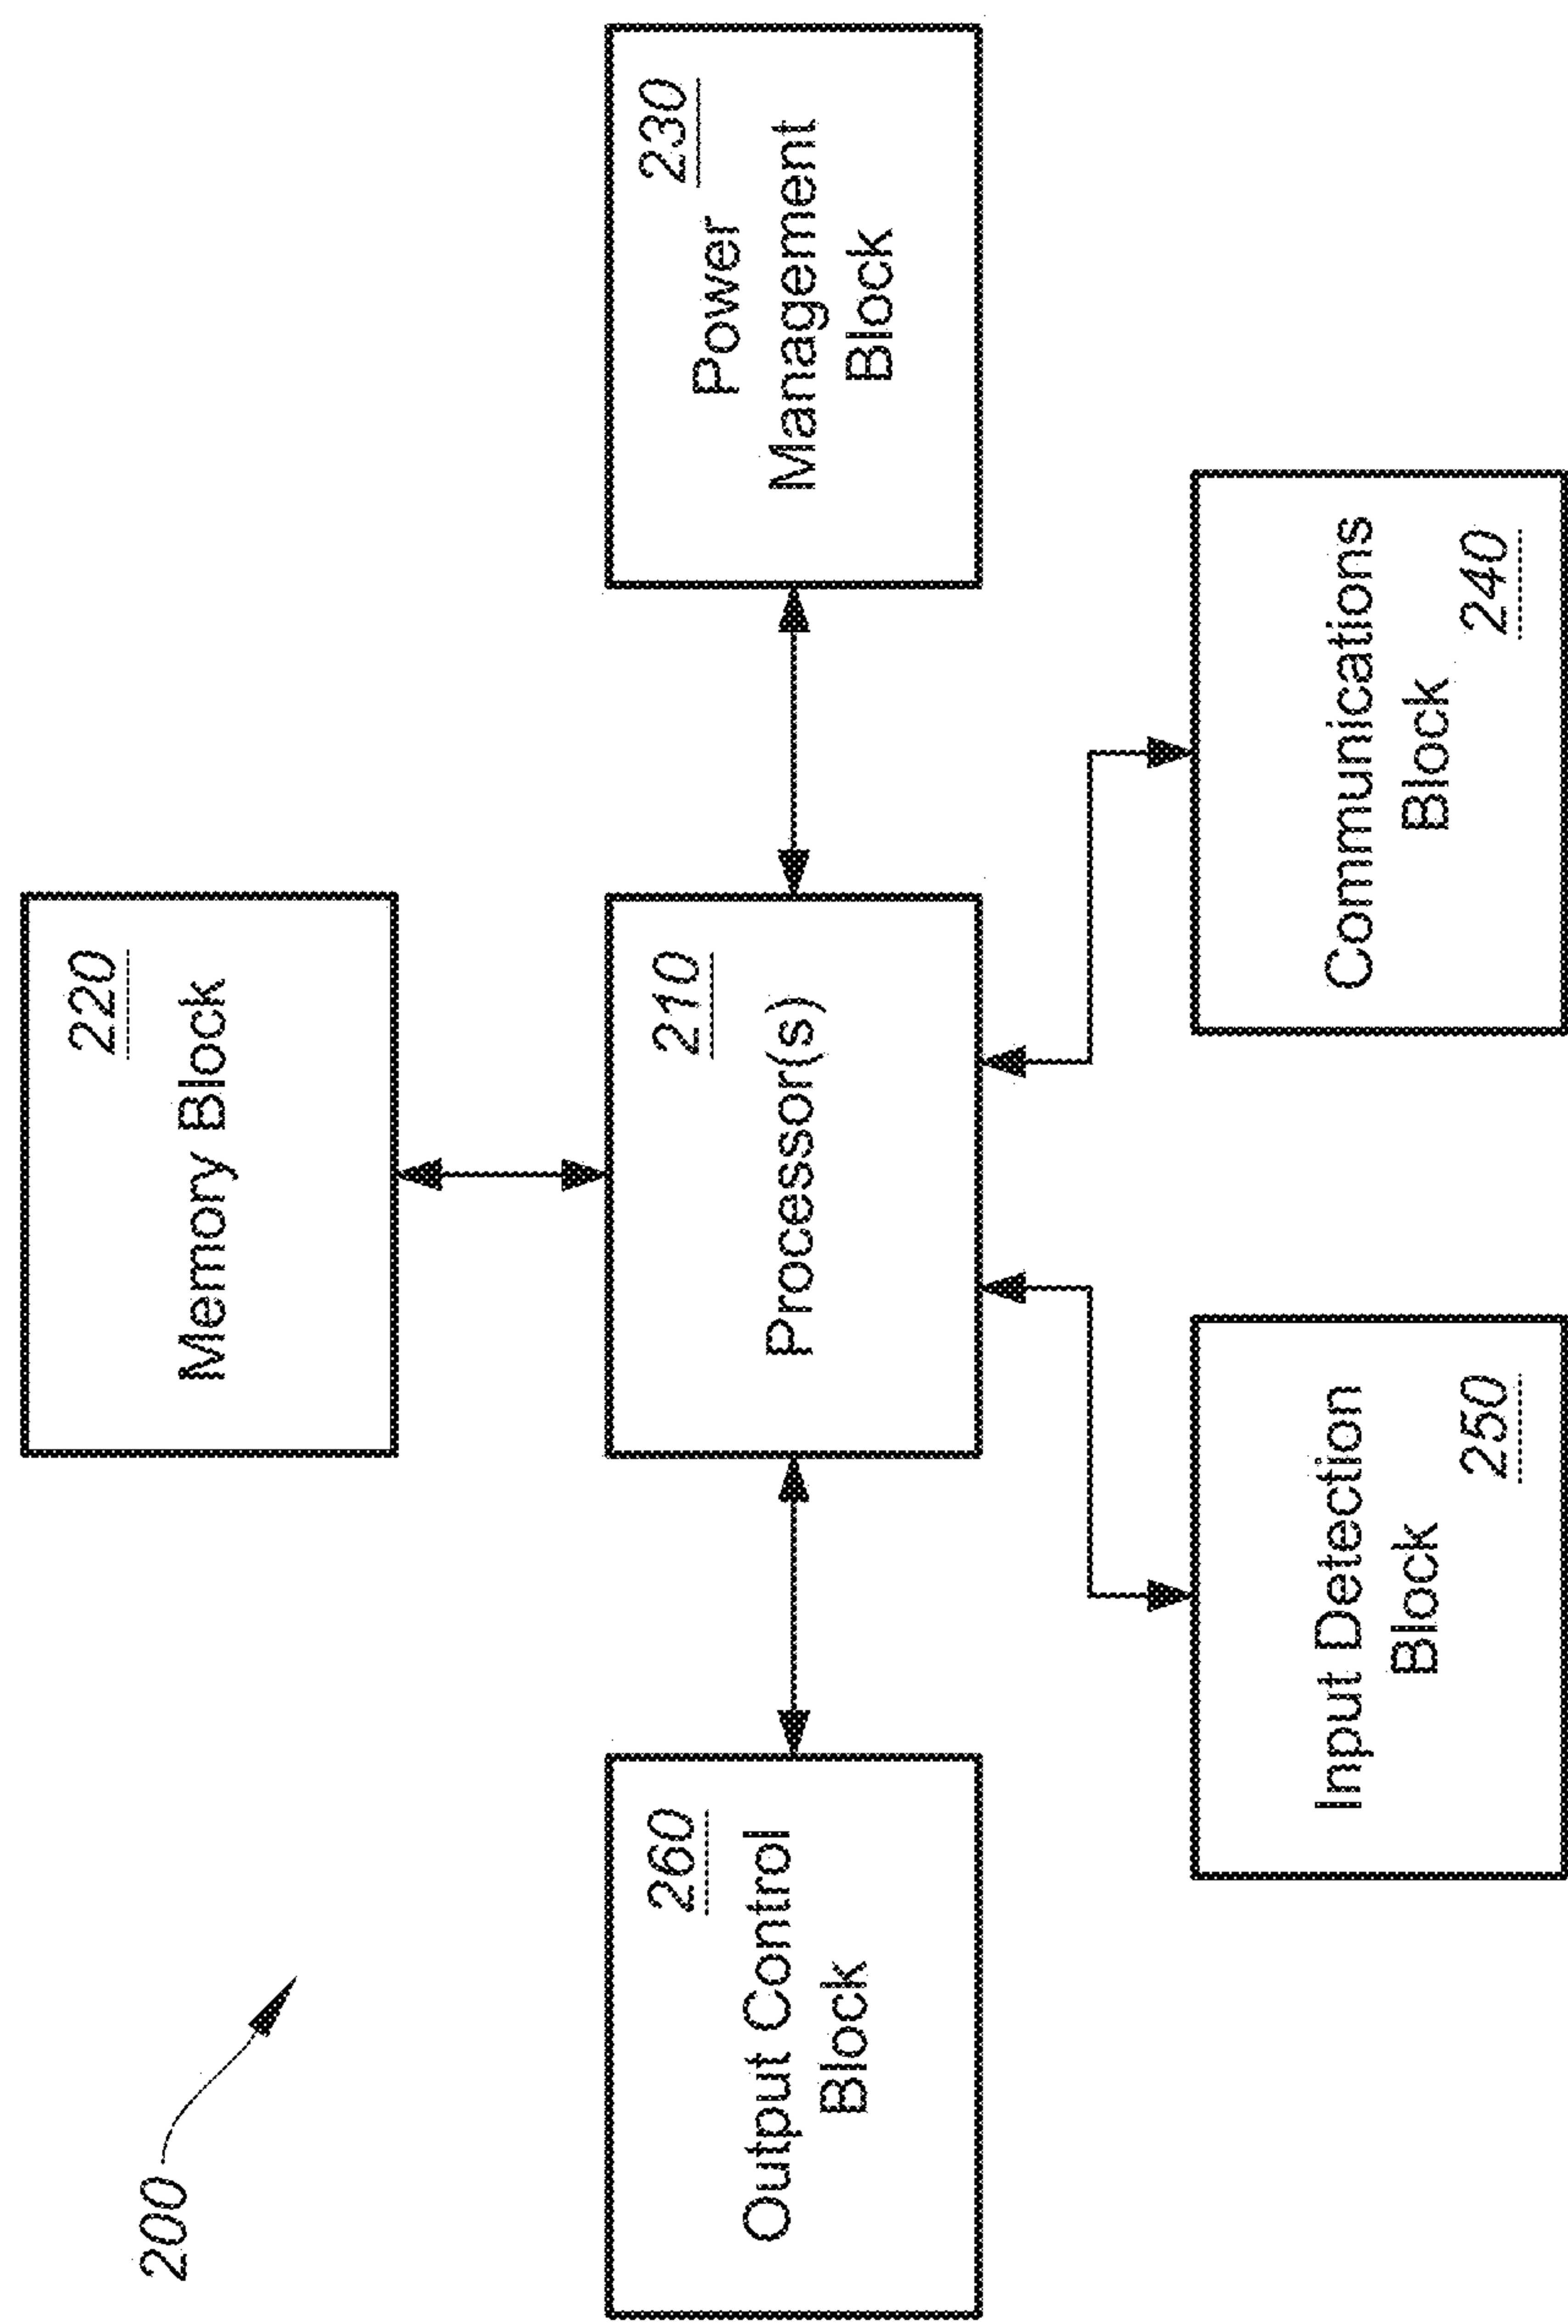 200
220
Memory Block
260
Output Control
Block
210
Processor(s)
230
Power
Management
Block
Input Detection
Block
250
Communications
Block
240